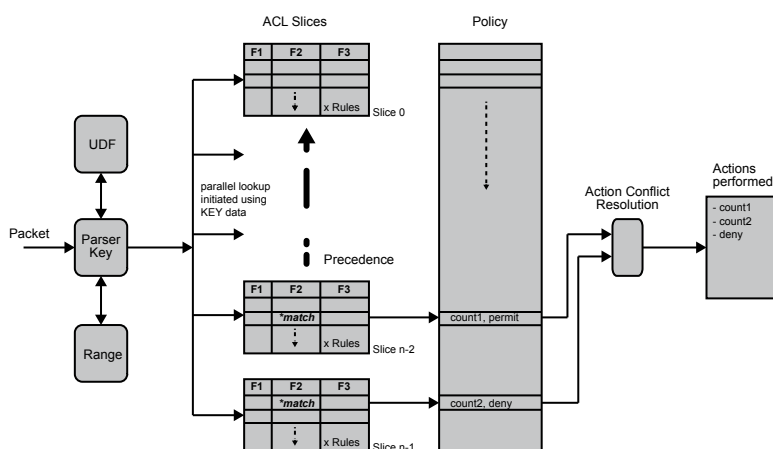 ACL Slices
Policy
F1 F2 F3
x Rules
Slice 0
UDF
parallel lookup
initiated using
KEY data
Packet
Parser
Key
Precedence
Range
F1 F2 F3
*match
x Rules
Slice n-2
F1 F2 F3
*match
x Rules
Slice n-1
count1, permit
count2, deny
Action Conflict
Resolution
Actions
performed
- count1
- count2
- deny